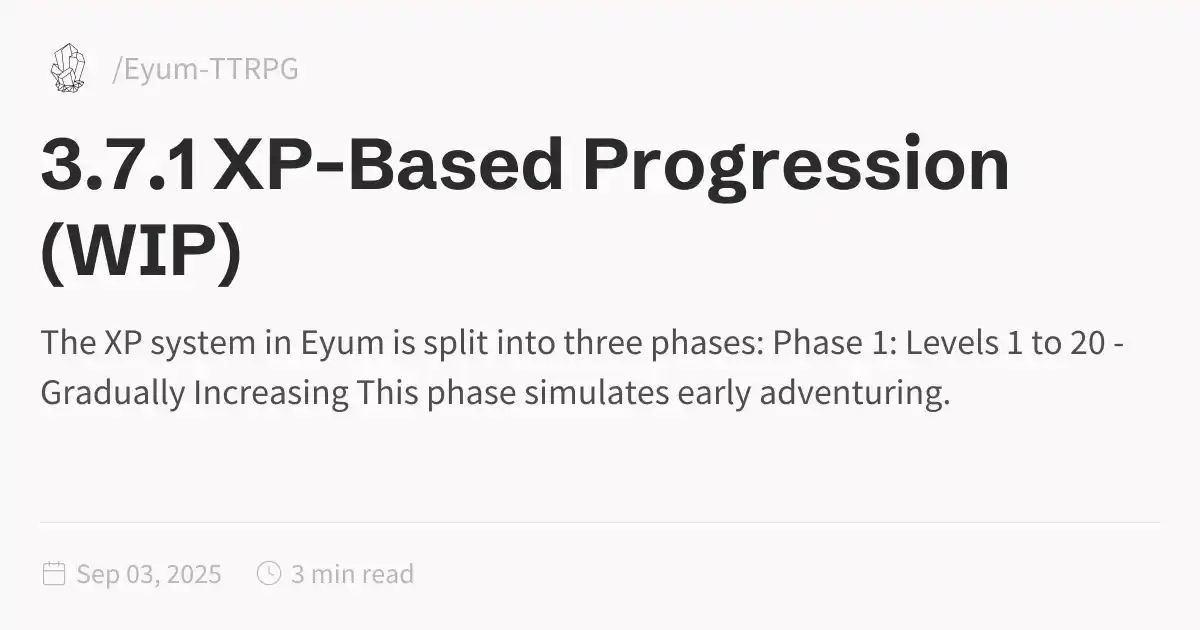 /Eyum-TTRPG
3.7.1 XP-Based Progression
(WIP)
The XP system in Eyum is split into three phases: Phase 1: Levels 1 to 20 -
Gradually Increasing This phase simulates early adventuring.
Sep 03, 2025 3 min read